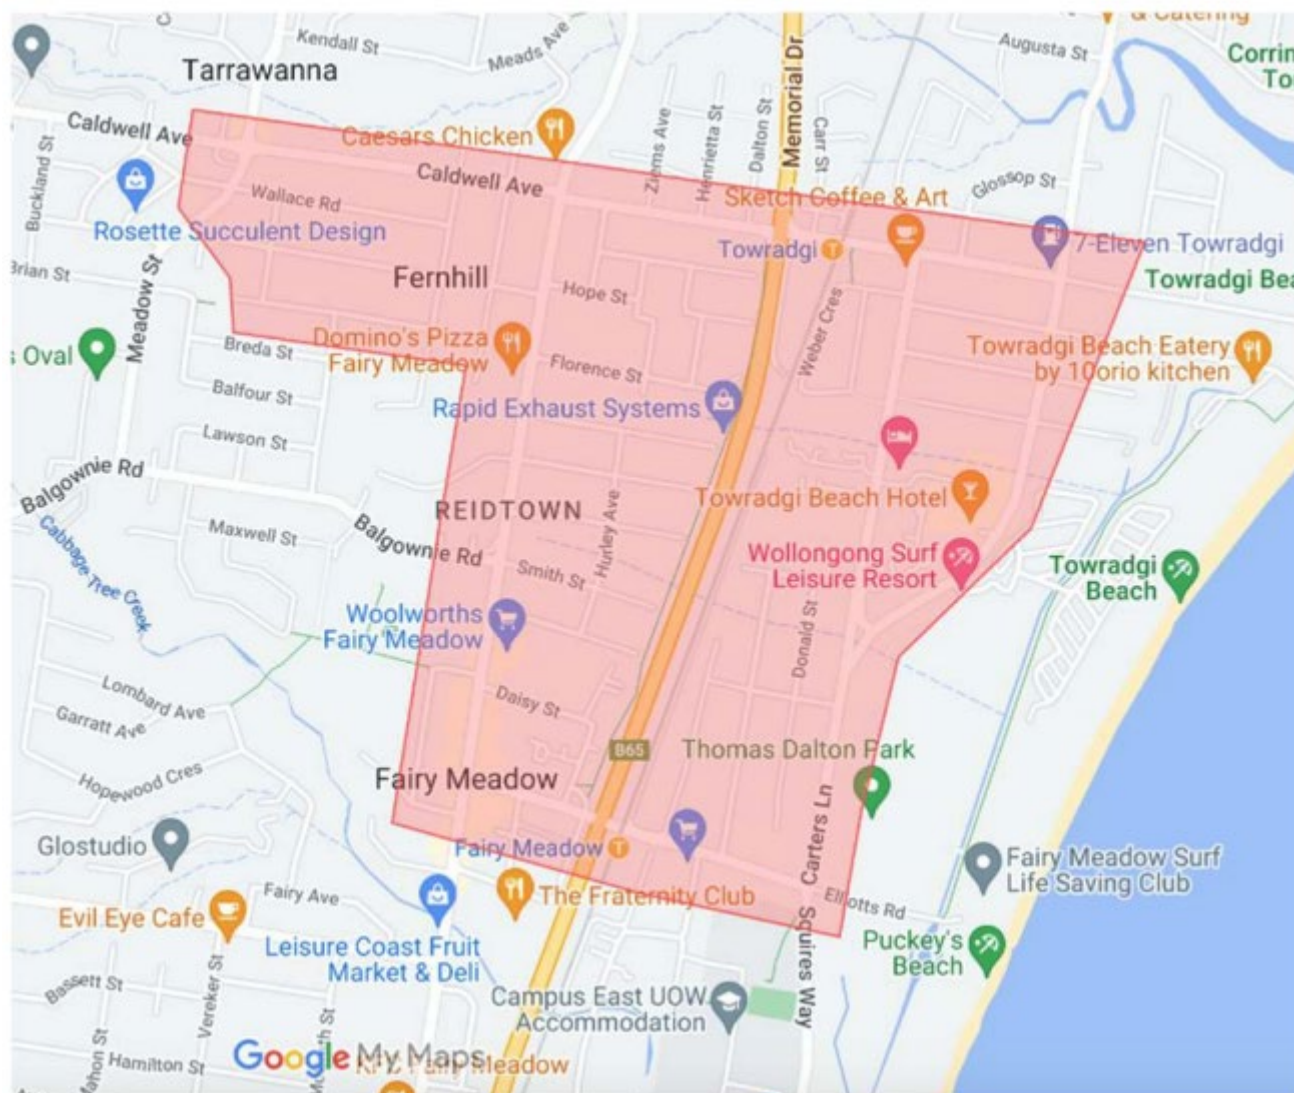 & Catering
Kendall St
Meads Ave
Augusta St
Corrin
To
Tarrawanna
Memorial Dr
Caldwell Ave
Caesars Chicken
Ziems Ave
Henrietta St
Dalton St
Carr St
Buckland St
Caldwell Ave
Glossop St
Wallace Rd
Sketch Coffee & Art
Rosette Succulent Design
Towradgi
T
7-Eleven Towradgi
Brian St
Fernhill
Hope St
Towradgi Bea
Meadow St
Weber Cres
s Oval
Breda St
Domino's Pizza
Fairy Meadow
Florence St
Towradgi Beach Eatery
by 10orio kitchen
Balfour St
Rapid Exhaust Systems
Lawson St
Balgownie Rd
Towradgi Beach Hotel
REIDTOWN
Hurley Ave
Maxwell St
Balgownie Rd
Cabbage Tree Creek
Smith St
Wollongong Surf
Leisure Resort
Towradgi
Beach
Woolworths
Fairy Meadow
Donald St
Lombard Ave
Daisy St
Garratt Ave
B65
Thomas Dalton Park
Hopewood Cres
Fairy Meadow
Carters Ln
Glostudio
Fairy Meadow
T
Fairy Meadow Surf
Life Saving Club
Fairy Ave
The Fraternity Club
Elliotts Rd
Evil Eye Cafe
Squires Way
Leisure Coast Fruit
Market & Deli
Puckey's
Beach
Bassett St
Vereker St
Campus East UOW
Accommodation
Google My Maps
Meadow
Hamilton St
Mahon St